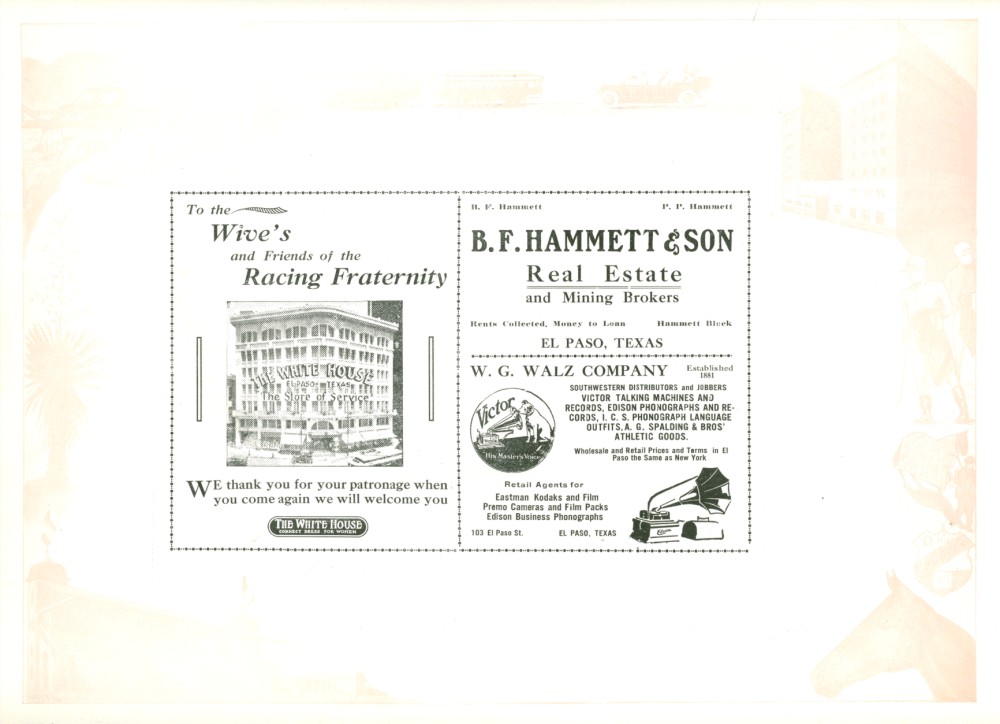 To the
Wive's
and Friends of the
Racing Fraternity
THE WHITE HOUSE
EL PASO TEXAS
The Store of Service
WE thank you for your patronage when
you come again we will welcome you
THE WHITE HOUSE
CORRECT DRESS FOR WOMEN
B. F. Hammett P. P. Hammett
B. F. HAMMETT & SON
Real Estate
and Mining Brokers
Rents Collected, Money to Loan Hammett Block
EL PASO, TEXAS
W. G. WALZ COMPANY Established
1881
SOUTHWESTERN DISTRIBUTORS and JOBBERS
VICTOR TALKING MACHINES AND
RECORDS, EDISON PHONOGRAPHS AND RE-
CORDS, I. C. S. PHONOGRAPH LANGUAGE
OUTFITS, A. G. SPALDING & BROS'
ATHLETIC GOODS.
Victor
"His Master's Voice"
Wholesale and Retail Prices and Terms in El
Paso the Same as New York
Retail Agents for
Eastman Kodaks and Film
Premo Cameras and Film Packs
Edison Business Phonographs
103 El Paso St. EL PASO, TEXAS
Edison